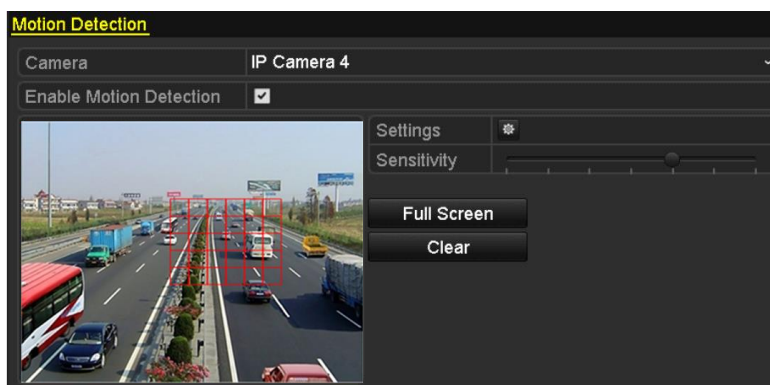 Motion Detection
Camera IP Camera 4
Enable Motion Detection
Settings
Sensitivity
Full Screen
Clear